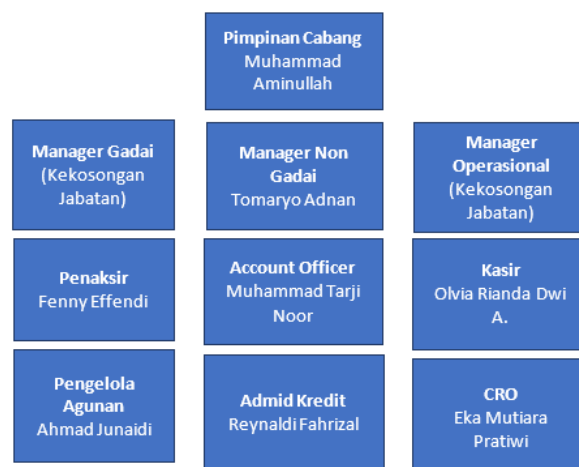 Pimpinan Cabang
Muhammad
Aminullah
Manager Gadai
(Kekosongan
Jabatan)
Manager Non
Gadai
Tomaryo Adnan
Manager
Operasional
(Kekosongan
Jabatan)
Penaksir
Fenny Effendi
Account Officer
Muhammad Tarji
Noor
Kasir
Olvia Rianda Dwi
A.
Pengelola
Agunan
Ahmad Junaidi
Admid Kredit
Reynaldi Fahrizal
CRO
Eka Mutiara
Pratiwi